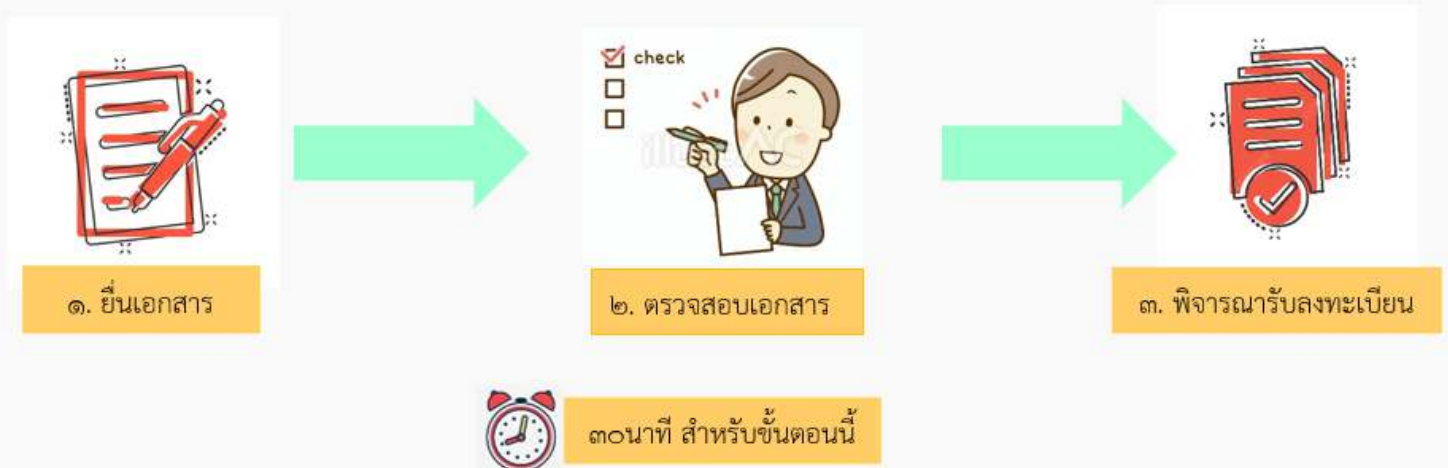 check
๑. ยื่นเอกสาร
๒. ตรวจสอบเอกสาร
๓. พิจารณารับลงทะเบียน
๓๐นาที สำหรับขั้นตอนนี้